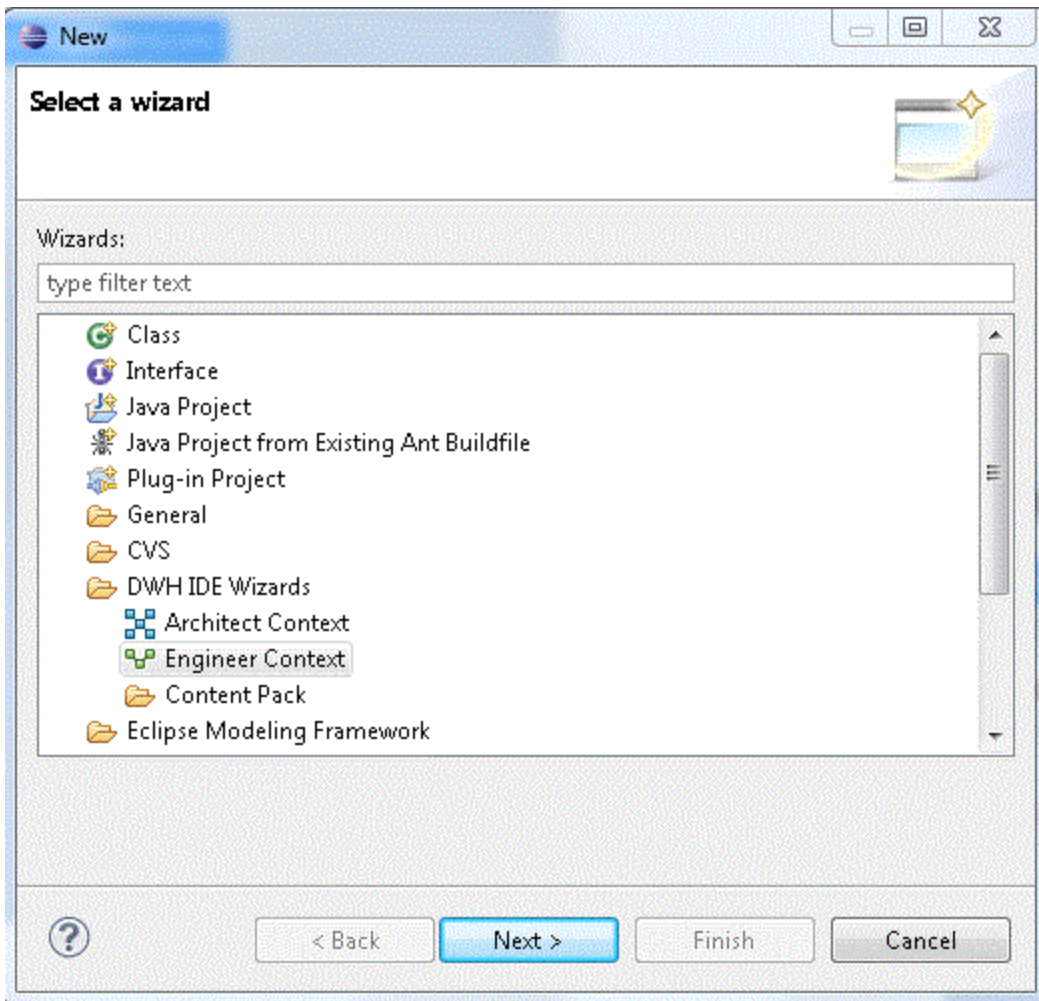 New
Select a wizard
Wizards:
type filter text
Class
Interface
Java Project
Java Project from Existing Ant Buildfile
Plug-in Project
General
CVS
DWH IDE Wizards
Architect Context
Engineer Context
Content Pack
Eclipse Modeling Framework
? < Back Next > Finish Cancel